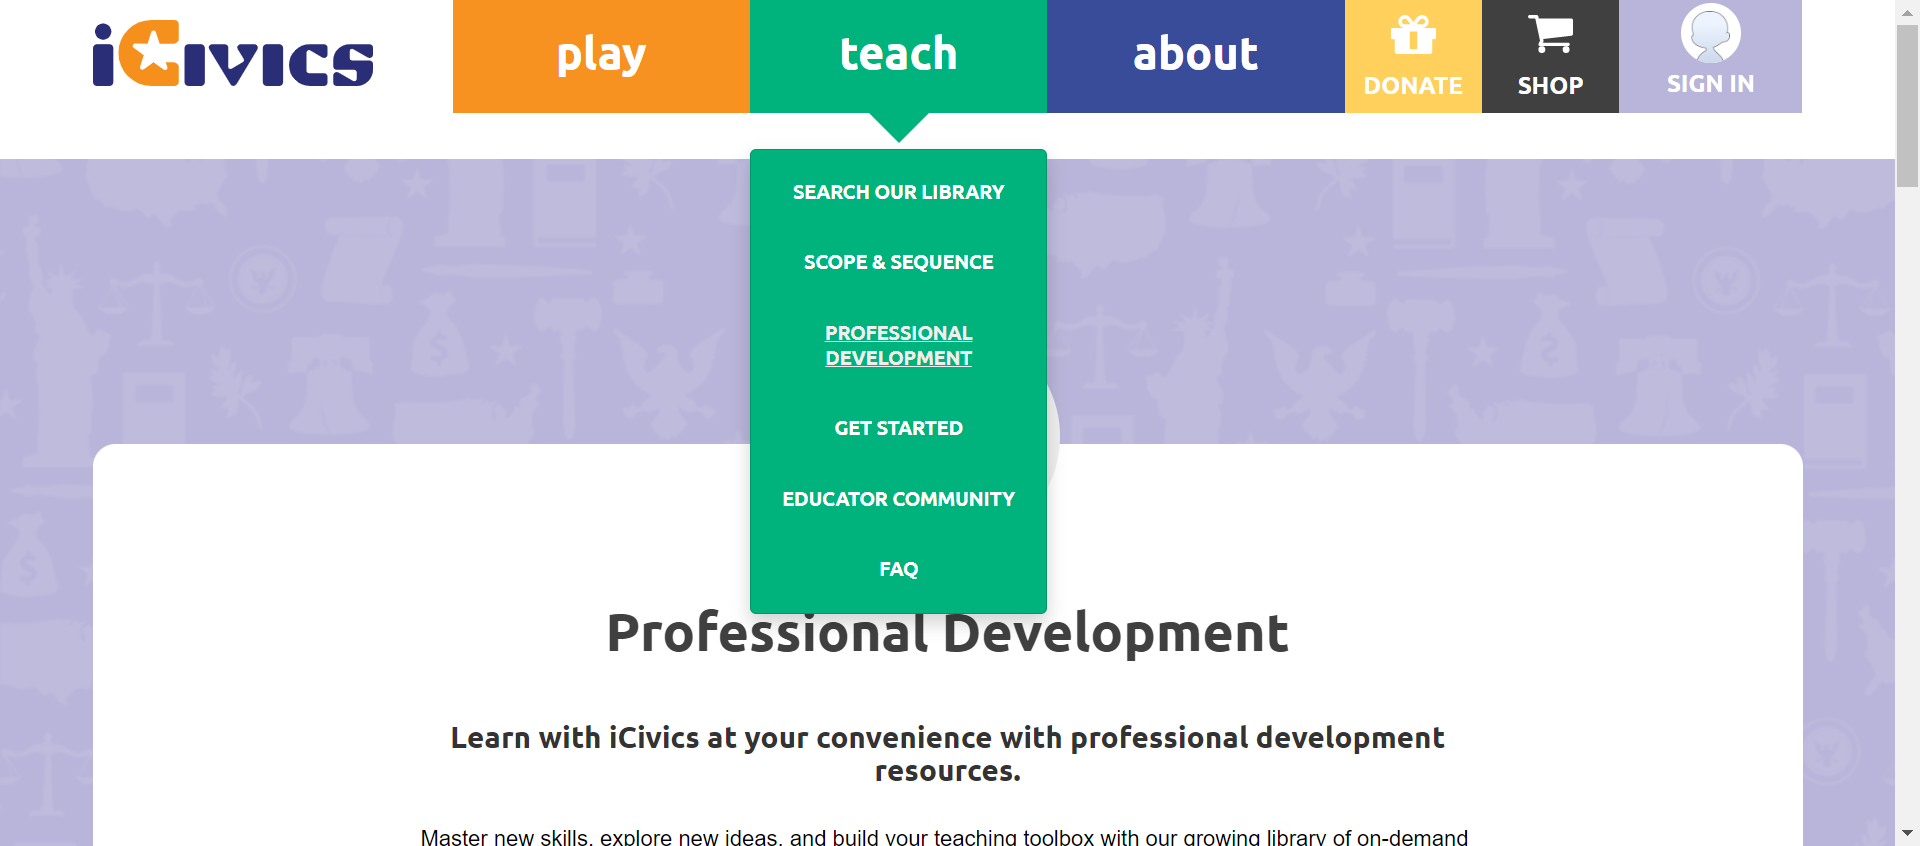 iCivics
play
teach
about
DONATE
SHOP
SIGN IN
SEARCH OUR LIBRARY
SCOPE & SEQUENCE
PROFESSIONAL
DEVELOPMENT
GET STARTED
EDUCATOR COMMUNITY
FAQ
Professional Development
Learn with iCivics at your convenience with professional development
resources.
Master new skills, explore new ideas, and build your teaching toolbox with our growing library of on-demand